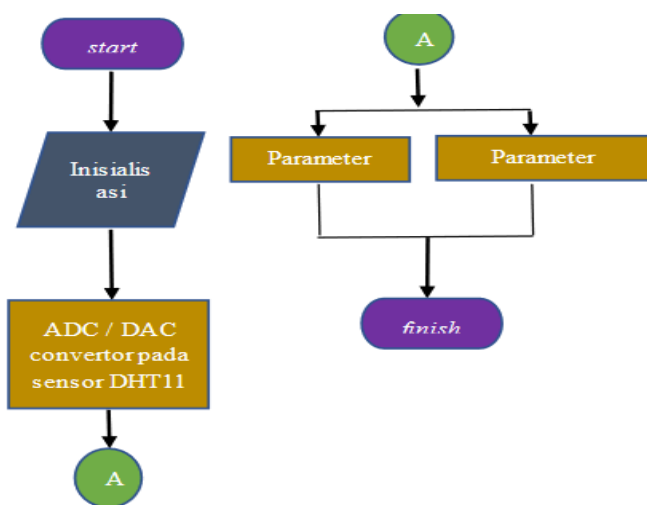 start
Inisialis
asi
ADC / DAC
convertor pada
sensor DHT11
A
A
Parameter
Parameter
finish